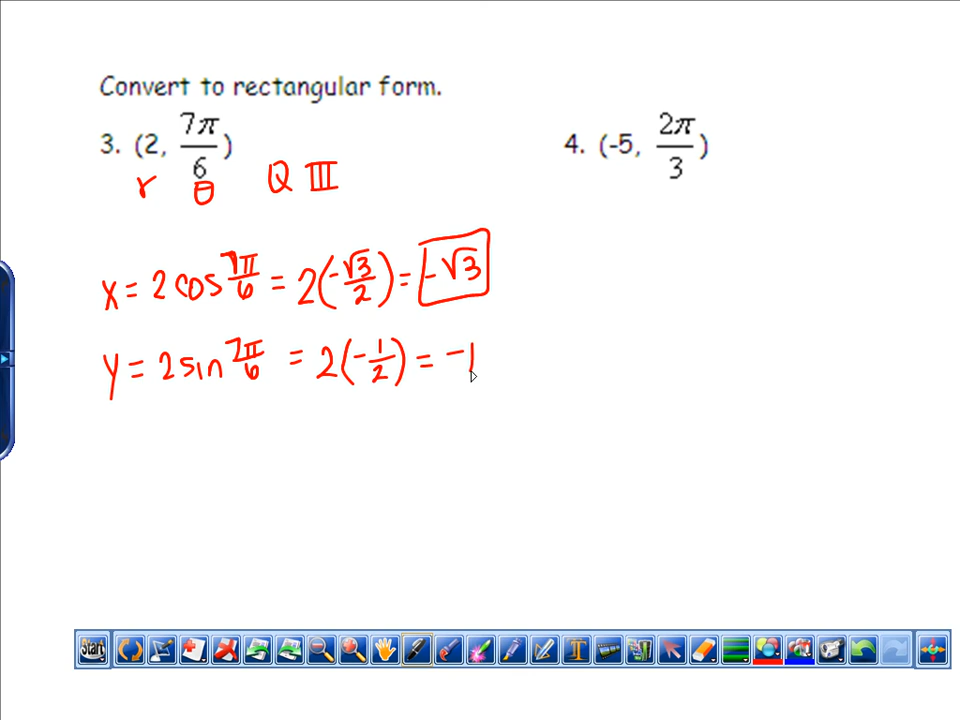 Convert to rectangular form.
3. (2, 7π/6)
4. (-5, 2π/3)
r θ Q III
x = 2 cos 7π/6 = 2(-√3/2) = -√3
y = 2 sin 7π/6 = 2(-1/2) = -1
Start